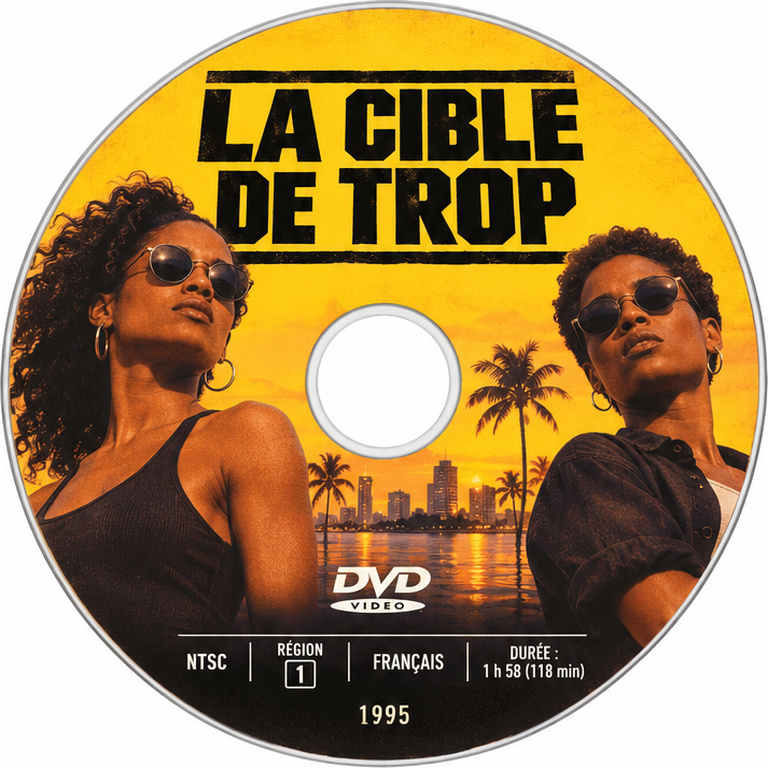 LA CIBLE
DE TROP
DVD
VIDEO
NTSC
RÉGION
1
FRANÇAIS
DURÉE :
1 h 58 (118 min)
1995